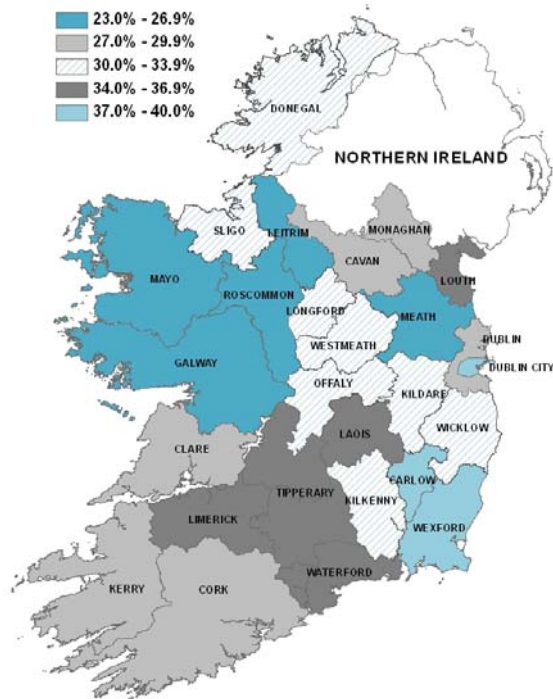 23.0% - 26.9%
27.0% - 29.9%
30.0% - 33.9%
34.0% - 36.9%
37.0% - 40.0%
DONEGAL
NORTHERN IRELAND
SLIGO
LEITRIM
MONAGHAN
CAVAN
LOUTH
MAYO
ROSCOMMON
LONGFORD
MEATH
WESTMEATH
DUBLIN
GALWAY
DUBLIN CITY
OFFALY
KILDARE
WICKLOW
LAOIS
CLARE
CARLOW
TIPPERARY
KILKENNY
LIMERICK
WEXFORD
WATERFORD
KERRY
CORK